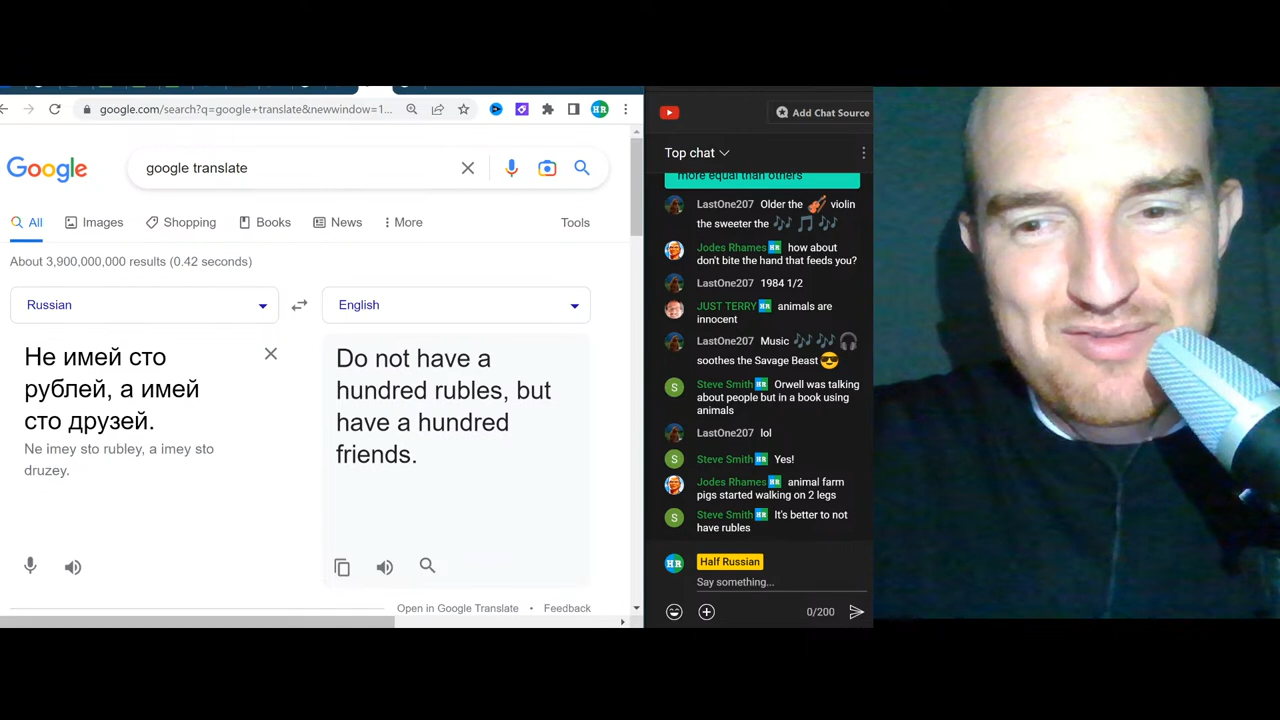 google.com/search?q=google+translate&newwindow=1...
Google
google translate
All
Images
Shopping
Books
News
More
Tools
About 3,900,000,000 results (0.42 seconds)
Russian
English
Не имей сто
рублей, а имей
сто друзей.
Ne imey sto rubley, a imey sto
druzey.
Do not have a
hundred rubles, but
have a hundred
friends.
Open in Google Translate • Feedback
Add Chat Source
Top chat
more equal than others
LastOne207 Older the violin
the sweeter the
Jodes Rhames HR how about
don't bite the hand that feeds you?
LastOne207 1984 1/2
JUST TERRY HR animals are
innocent
LastOne207 Music
soothes the Savage Beast
S Steve Smith HR Orwell was talking
about people but in a book using
animals
LastOne207 lol
S Steve Smith HR Yes!
Jodes Rhames HR animal farm
pigs started walking on 2 legs
S Steve Smith HR It's better to not
have rubles
HR Half Russian
Say something...
0/200